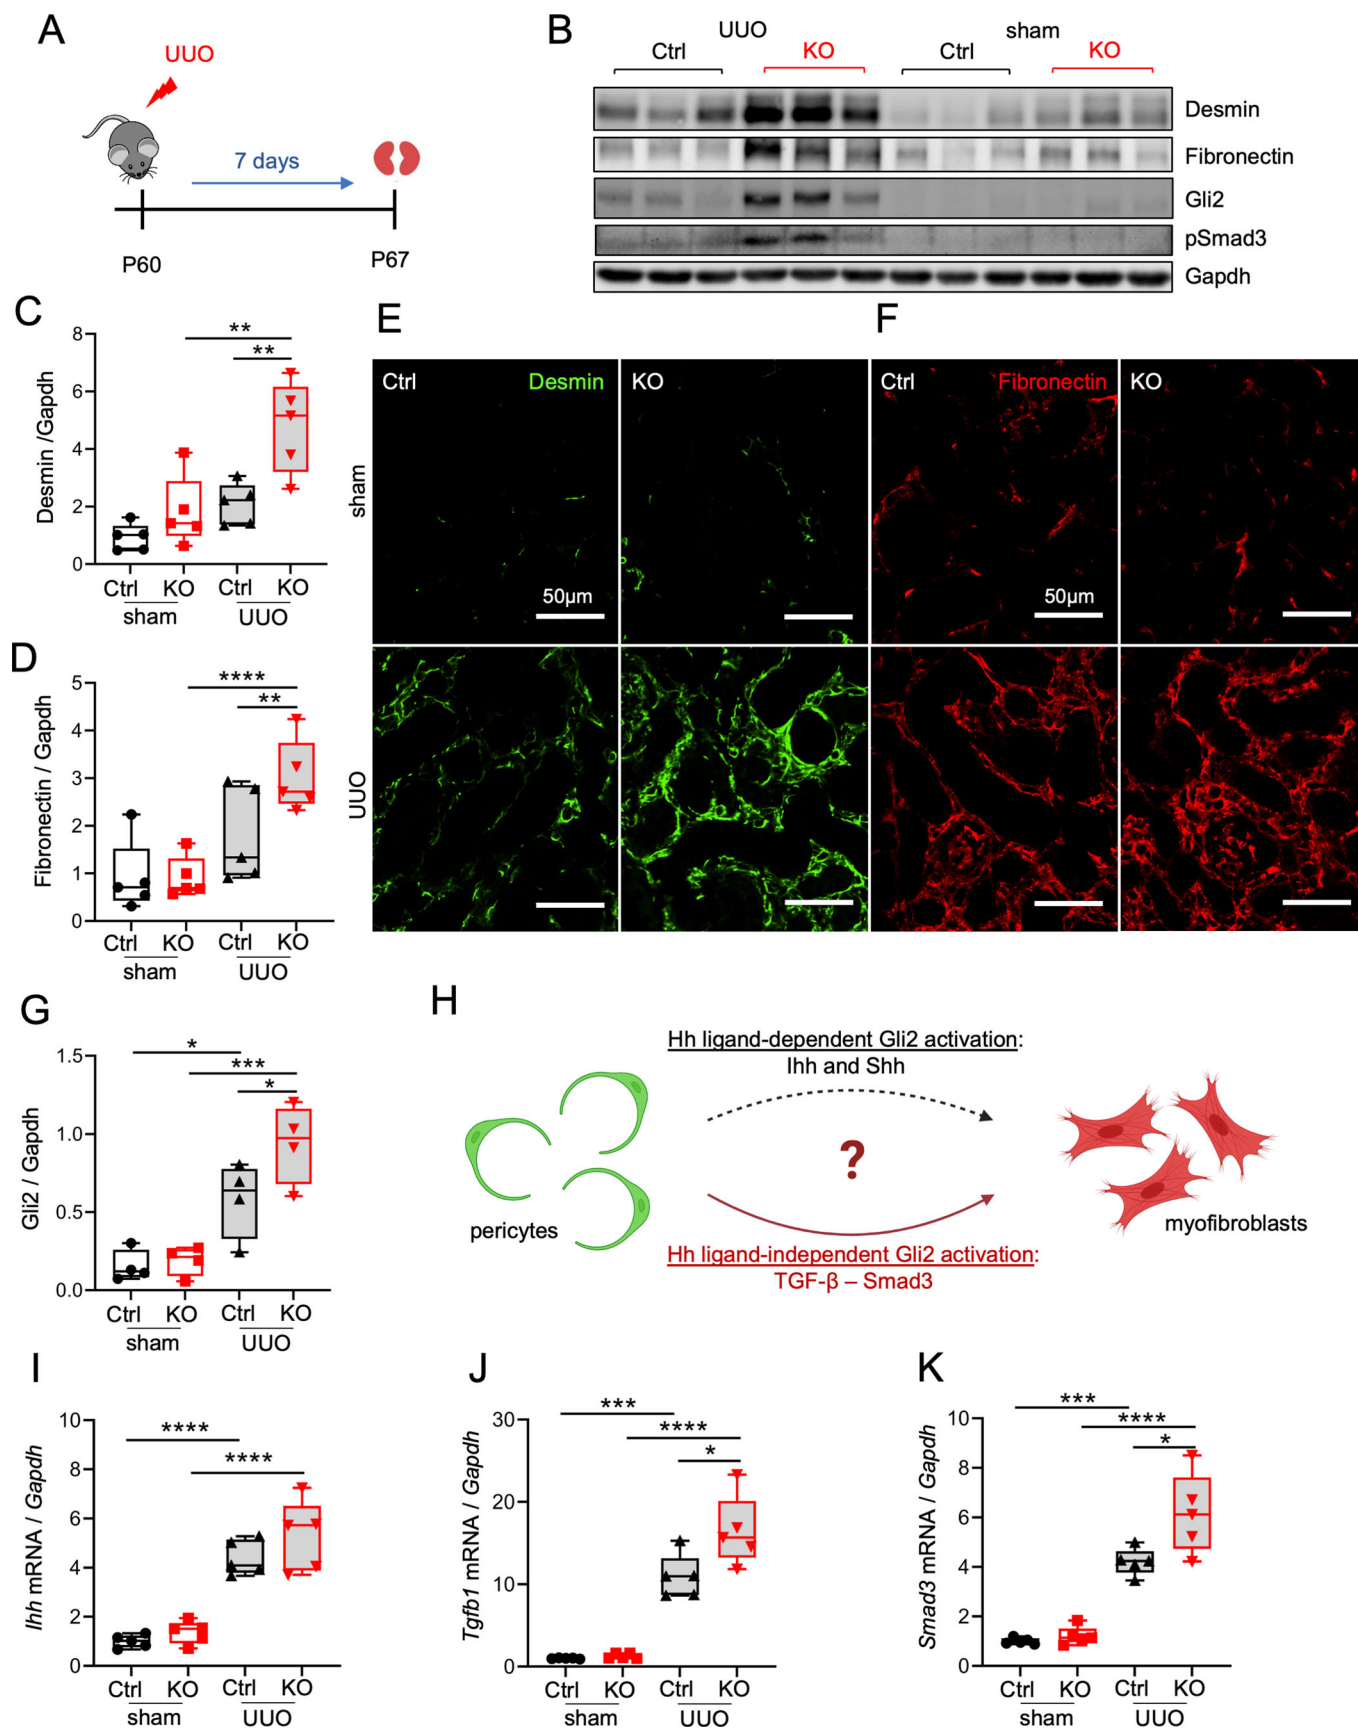 A
UUO
7 days
P60
P67
B
UUO
sham
Ctrl
KO
Ctrl
KO
Desmin
Fibronectin
Gli2
pSmad3
Gapdh
C
Desmin /Gapdh
8
6
4
2
0
**
**
Ctrl KO Ctrl KO
sham UUO
D
Fibronectin / Gapdh
5
4
3
2
1
0
****
**
Ctrl KO Ctrl KO
sham UUO
E
Ctrl
Desmin
KO
sham
50µm
UUO
F
Ctrl
Fibronectin
KO
50µm
G
Gli2 / Gapdh
1.5
1.0
0.5
0.0
*
***
*
Ctrl KO Ctrl KO
sham UUO
H
Hh ligand-dependent Gli2 activation:
Ihh and Shh
?
pericytes
myofibroblasts
Hh ligand-independent Gli2 activation:
TGF-β – Smad3
I
Ihh mRNA / Gapdh
10
8
6
4
2
0
****
****
Ctrl KO Ctrl KO
sham UUO
J
Tgfb1 mRNA / Gapdh
30
20
10
0
***
****
*
Ctrl KO Ctrl KO
sham UUO
K
Smad3 mRNA / Gapdh
10
8
6
4
2
0
***
****
*
Ctrl KO Ctrl KO
sham UUO